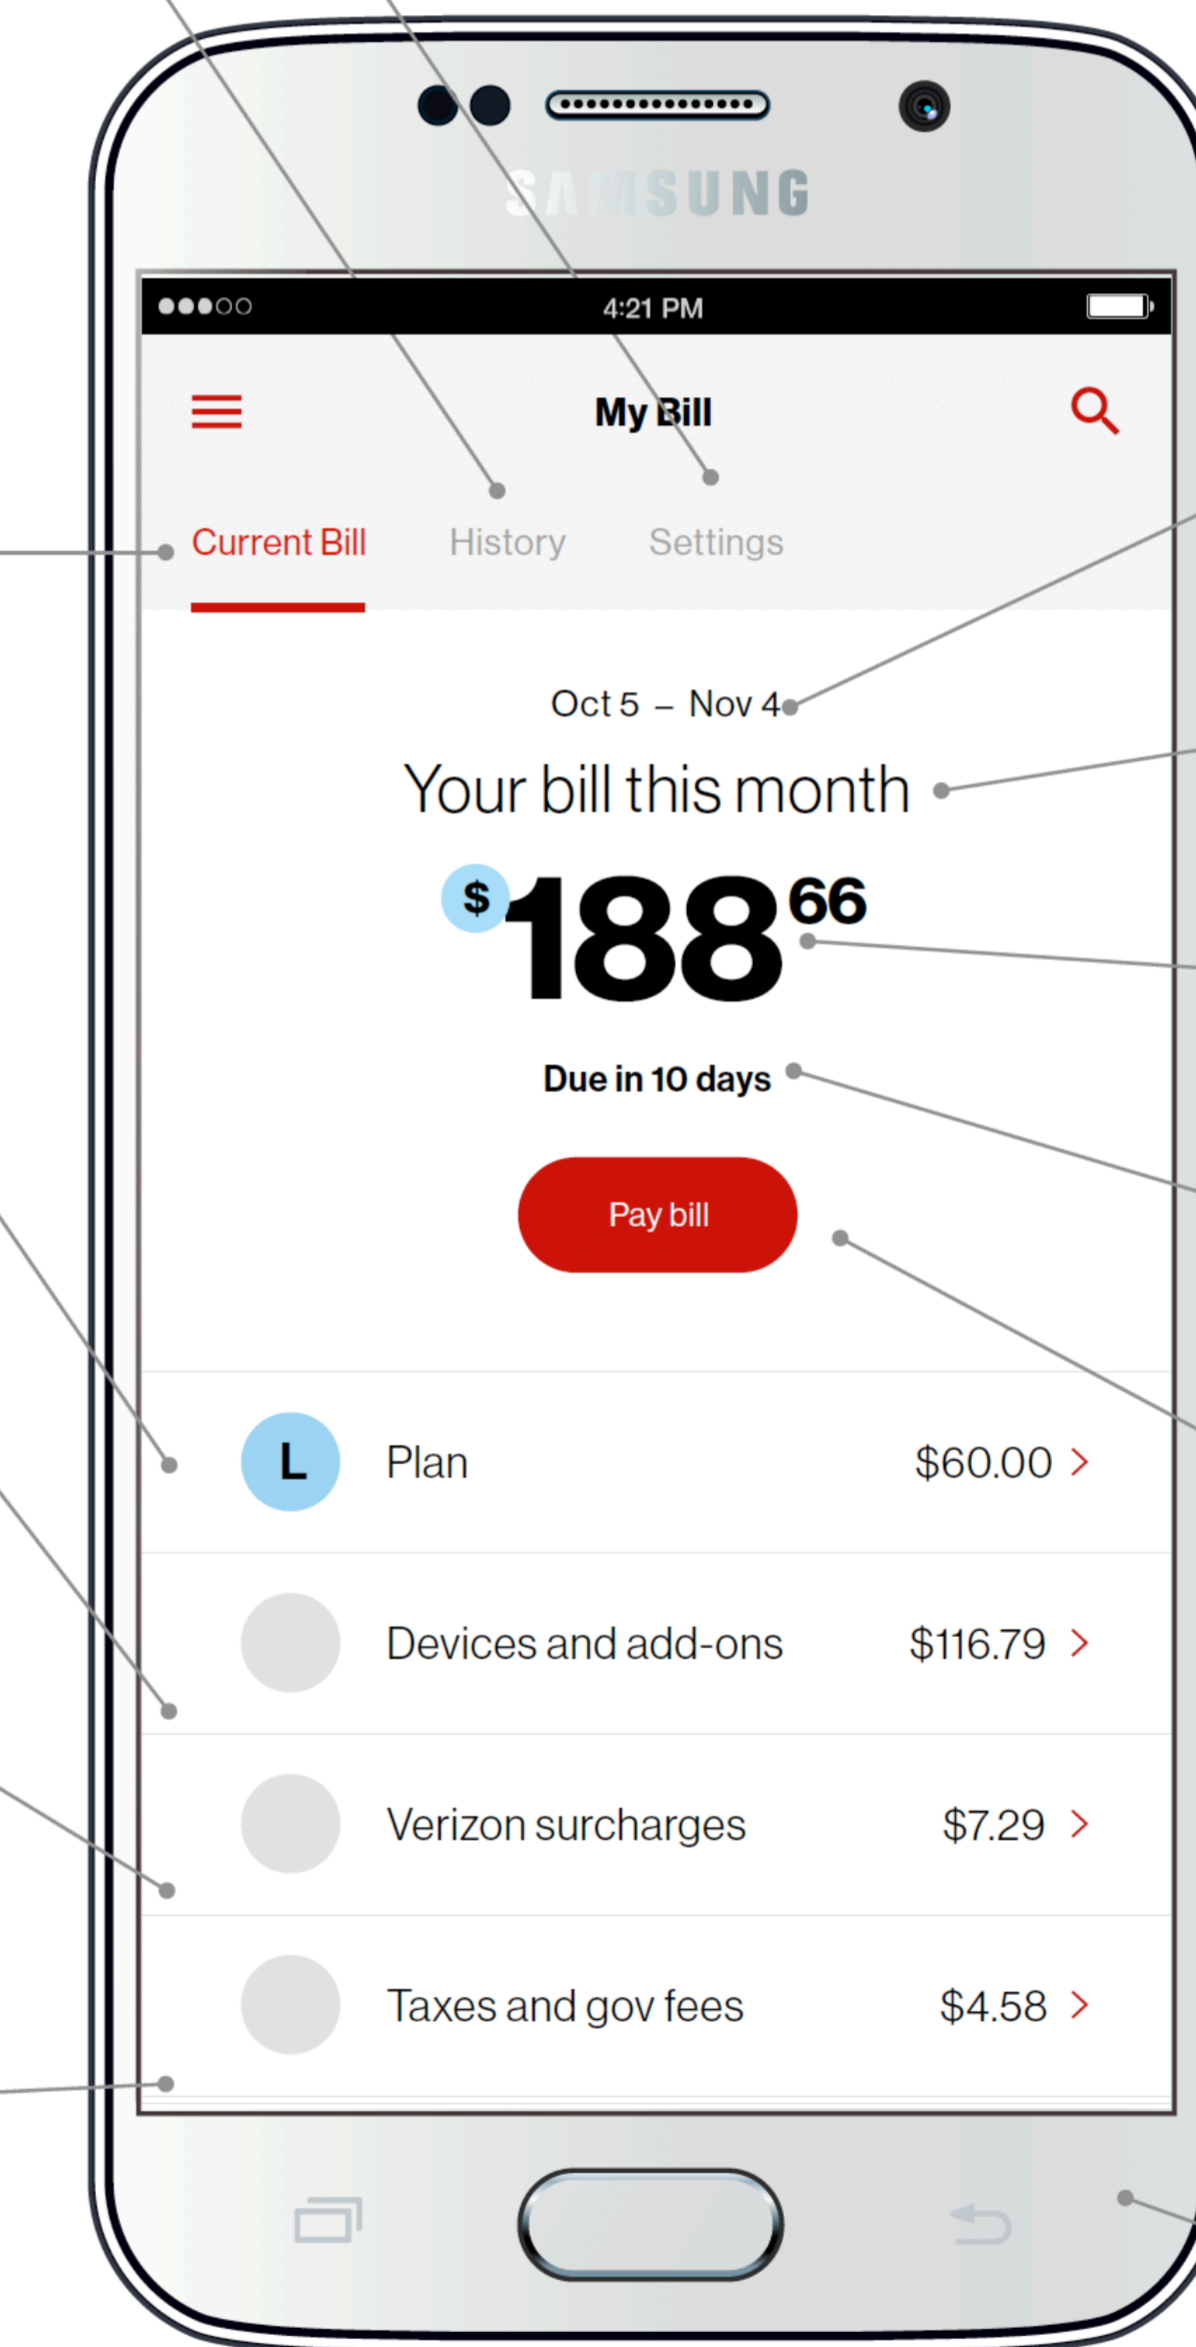 SAMSUNG
4:21 PM
My Bill
Current Bill History Settings
Oct 5 – Nov 4
Your bill this month
$188 66
Due in 10 days
Pay bill
L Plan $60.00 >
Devices and add-ons $116.79 >
Verizon surcharges $7.29 >
Taxes and gov fees $4.58 >